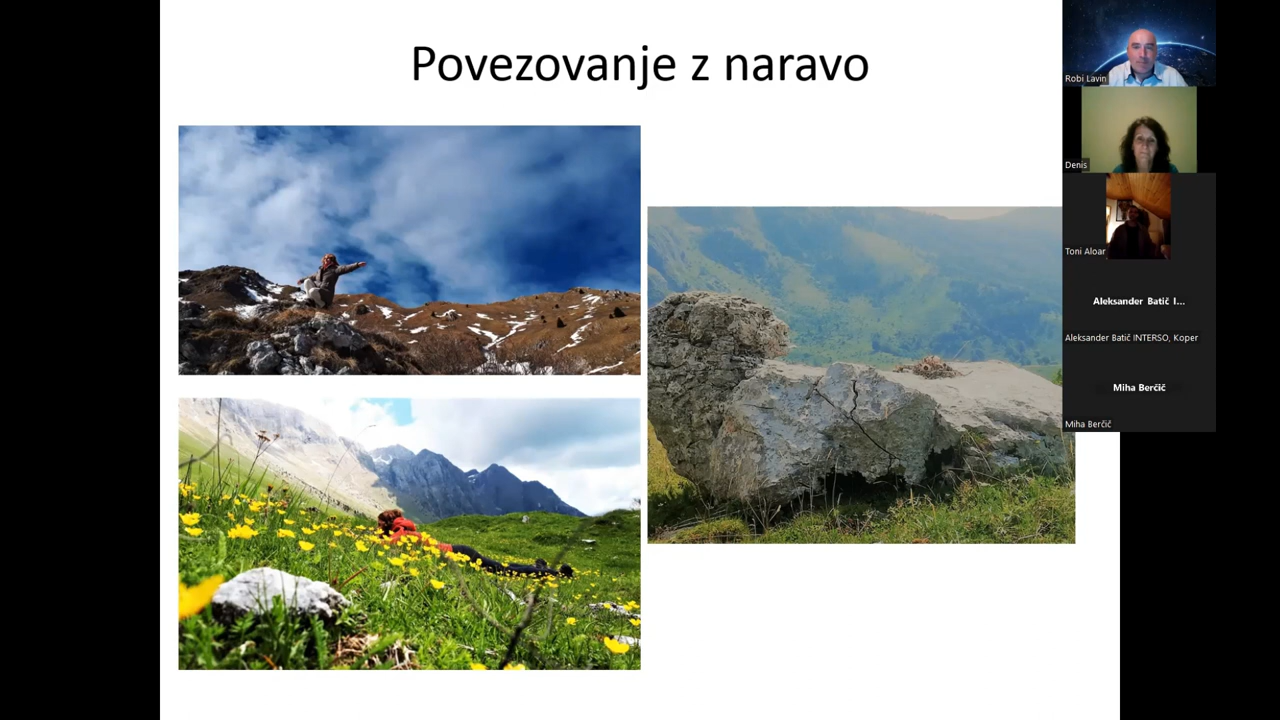 Povezovanje z naravo
Robi Lavin
Denis
Toni Aloar
Aleksander Batič I...
Aleksander Batič INTERSO, Koper
Miha Berčič
Miha Berčič